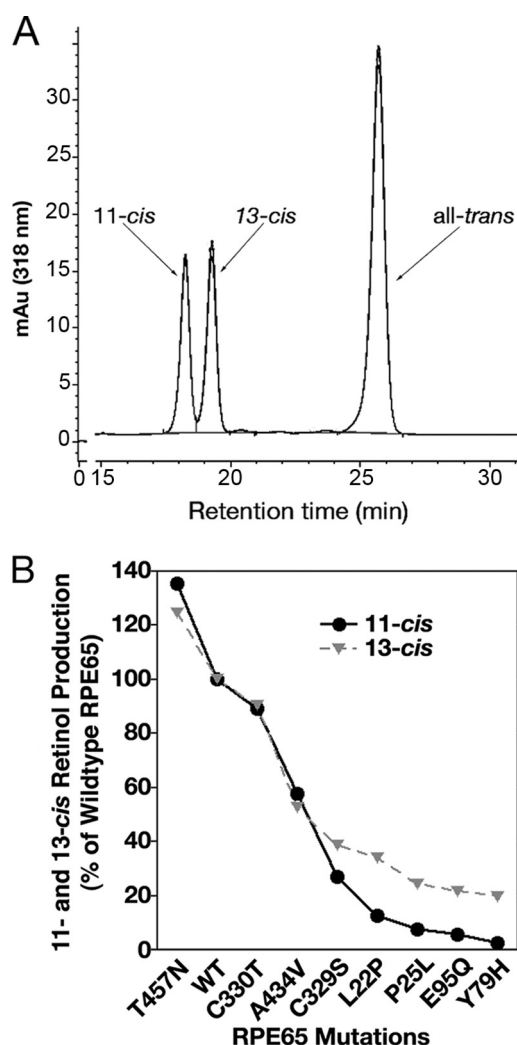 A
mAu (318 nm)
35
30
25
20
15
10
5
0
11-cis
13-cis
all-trans
0 15 20 25 30
Retention time (min)
B
11- and 13-cis Retinol Production
(% of Wildtype RPE65)
140
120
100
80
60
40
20
0
11-cis
13-cis
T457N
WT
C330T
A434V
C329S
L22P
P25L
E95Q
Y79H
RPE65 Mutations